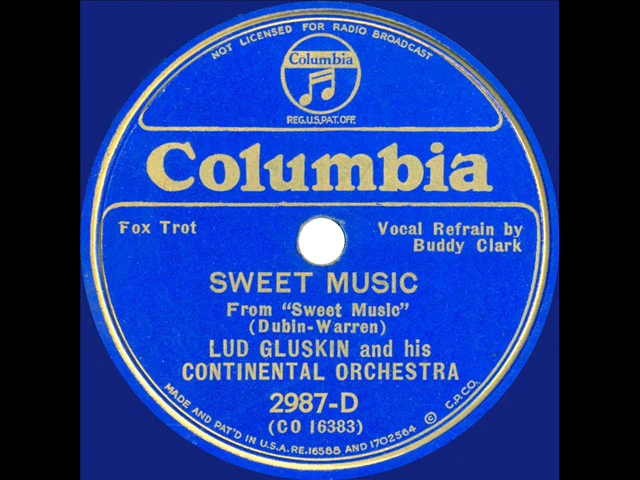 NOT LICENSED FOR RADIO BROADCAST
Columbia
REG.U.S.PAT.OFF.
Columbia
Fox Trot
Vocal Refrain by
Buddy Clark
SWEET MUSIC
From "Sweet Music"
(Dubin-Warren)
LUD GLUSKIN and his
CONTINENTAL ORCHESTRA
2987-D
(CO 16383)
MADE AND PAT'D IN U.S.A. RE.16588 AND 1702564 © C.P.CO.